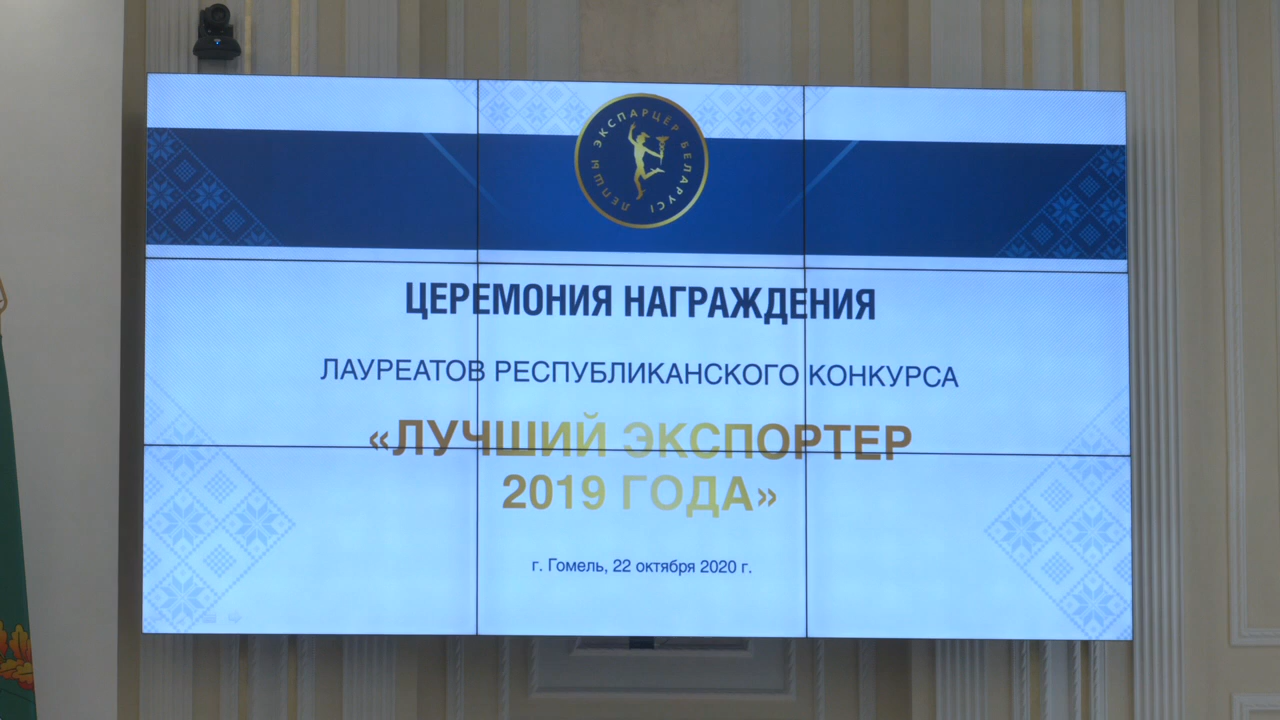 ЛЕПШЫ ЭКСПАРЦЁР БЕЛАРУСІ
ЦЕРЕМОНИЯ НАГРАЖДЕНИЯ
ЛАУРЕАТОВ РЕСПУБЛИКАНСКОГО КОНКУРСА
«ЛУЧШИЙ ЭКСПОРТЕР
2019 ГОДА»
г. Гомель, 22 октября 2020 г.